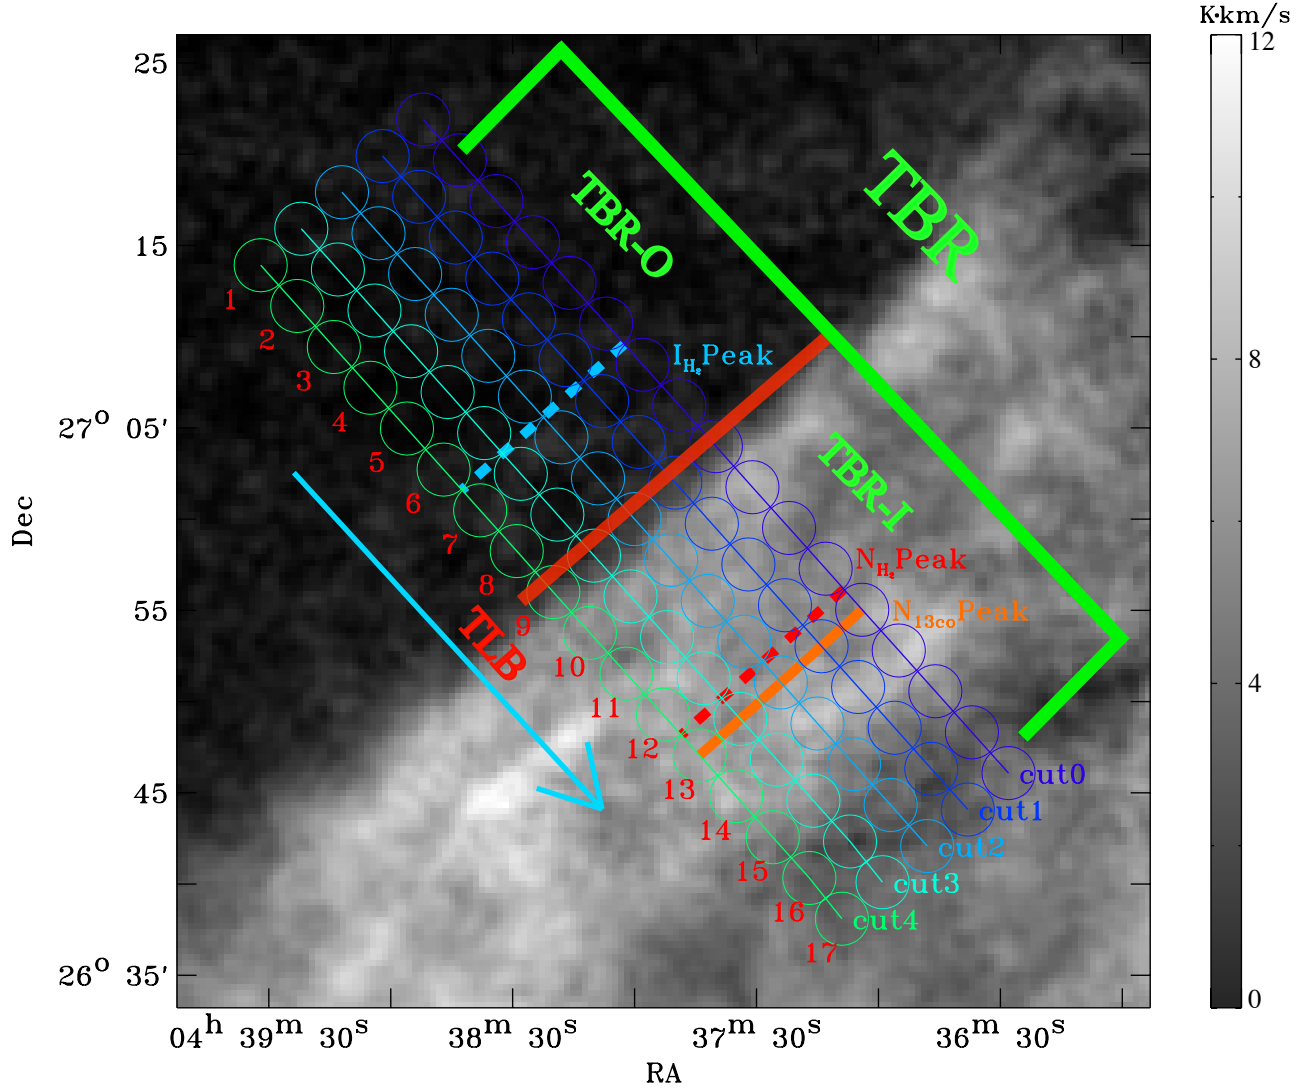 K·km/s
12
8
4
0
25
15
27° 05'
55
45
26° 35'
Dec
04h 39m 30s
38m 30s
37m 30s
36m 30s
RA
TBR
TBR-O
TBR-I
TLB
IH2Peak
NH2Peak
N13coPeak
cut0
cut1
cut2
cut3
cut4
1
2
3
4
5
6
7
8
9
10
11
12
13
14
15
16
17